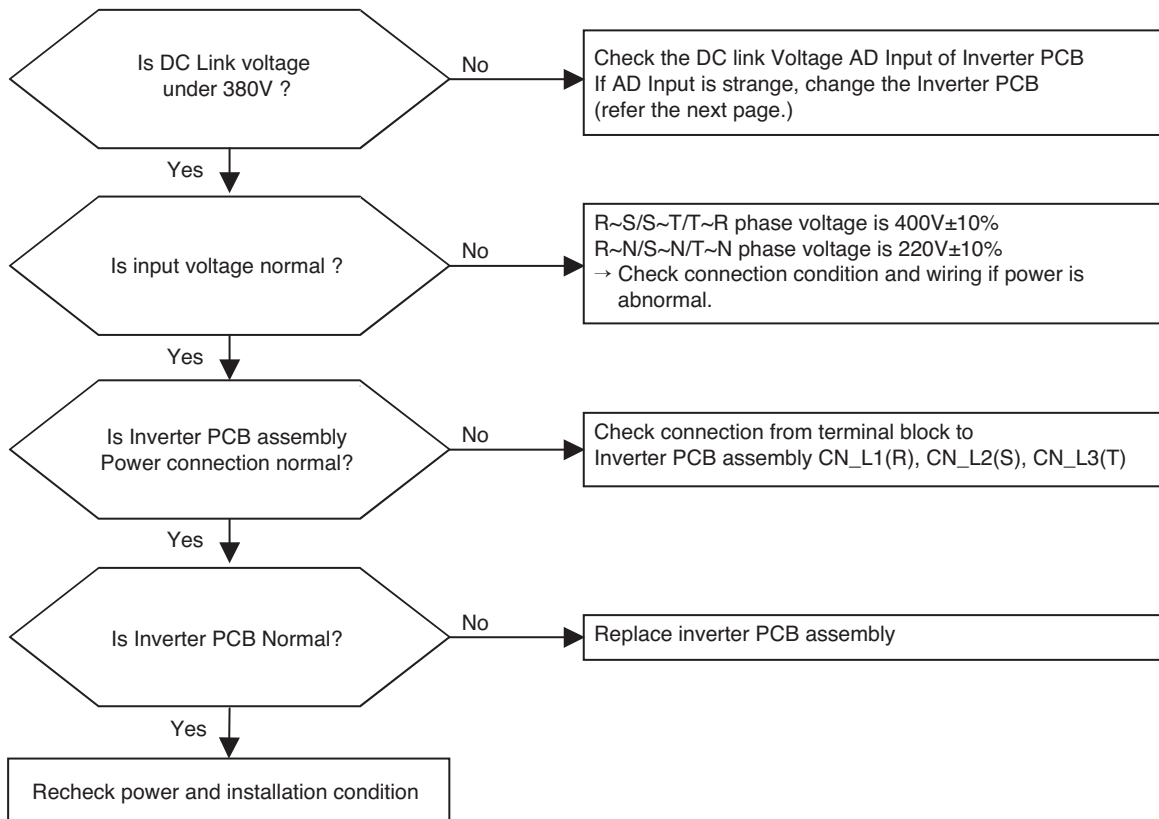 Is DC Link voltage
under 380V ?
No
Check the DC link Voltage AD Input of Inverter PCB
If AD Input is strange, change the Inverter PCB
(refer the next page.)
Yes
Is input voltage normal ?
No
R~S/S~T/T~R phase voltage is 400V±10%
R~N/S~N/T~N phase voltage is 220V±10%
→ Check connection condition and wiring if power is
abnormal.
Yes
Is Inverter PCB assembly
Power connection normal?
No
Check connection from terminal block to
Inverter PCB assembly CN_L1(R), CN_L2(S), CN_L3(T)
Yes
Is Inverter PCB Normal?
No
Replace inverter PCB assembly
Yes
Recheck power and installation condition